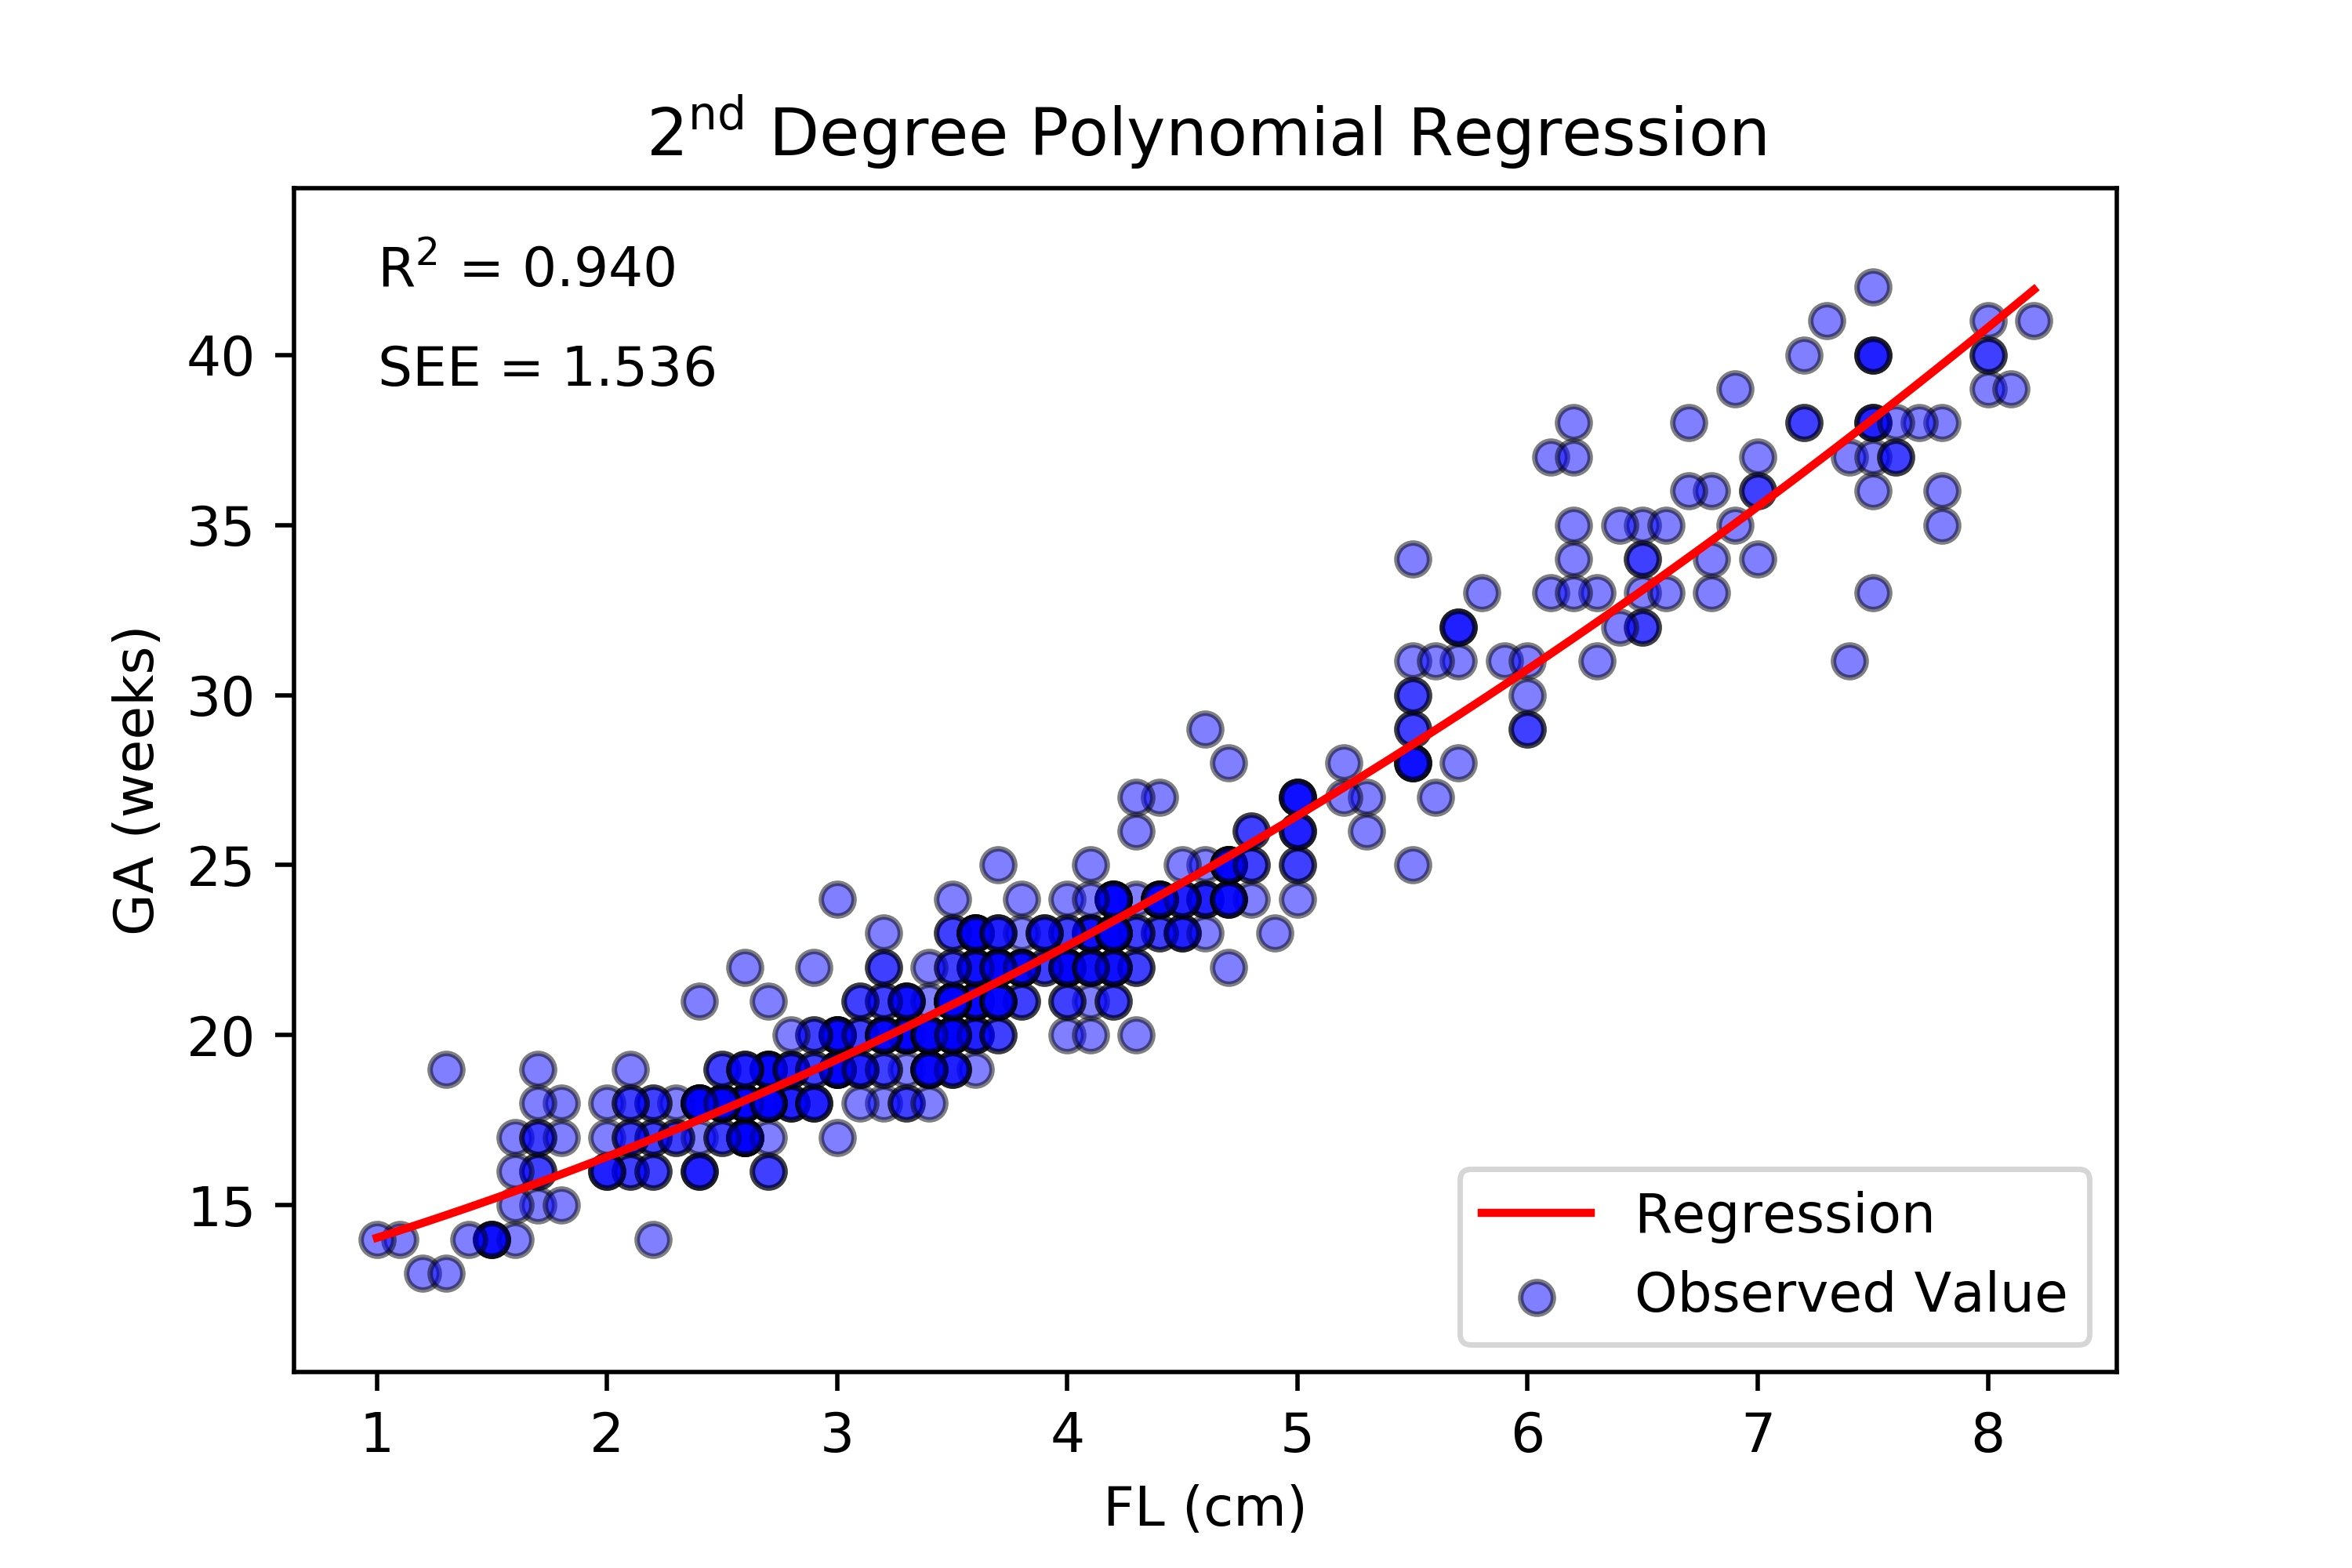 2nd Degree Polynomial Regression
R2 = 0.940
SEE = 1.536
40
35
30
25
20
15
GA (weeks)
Regression
Observed Value
1 2 3 4 5 6 7 8
FL (cm)